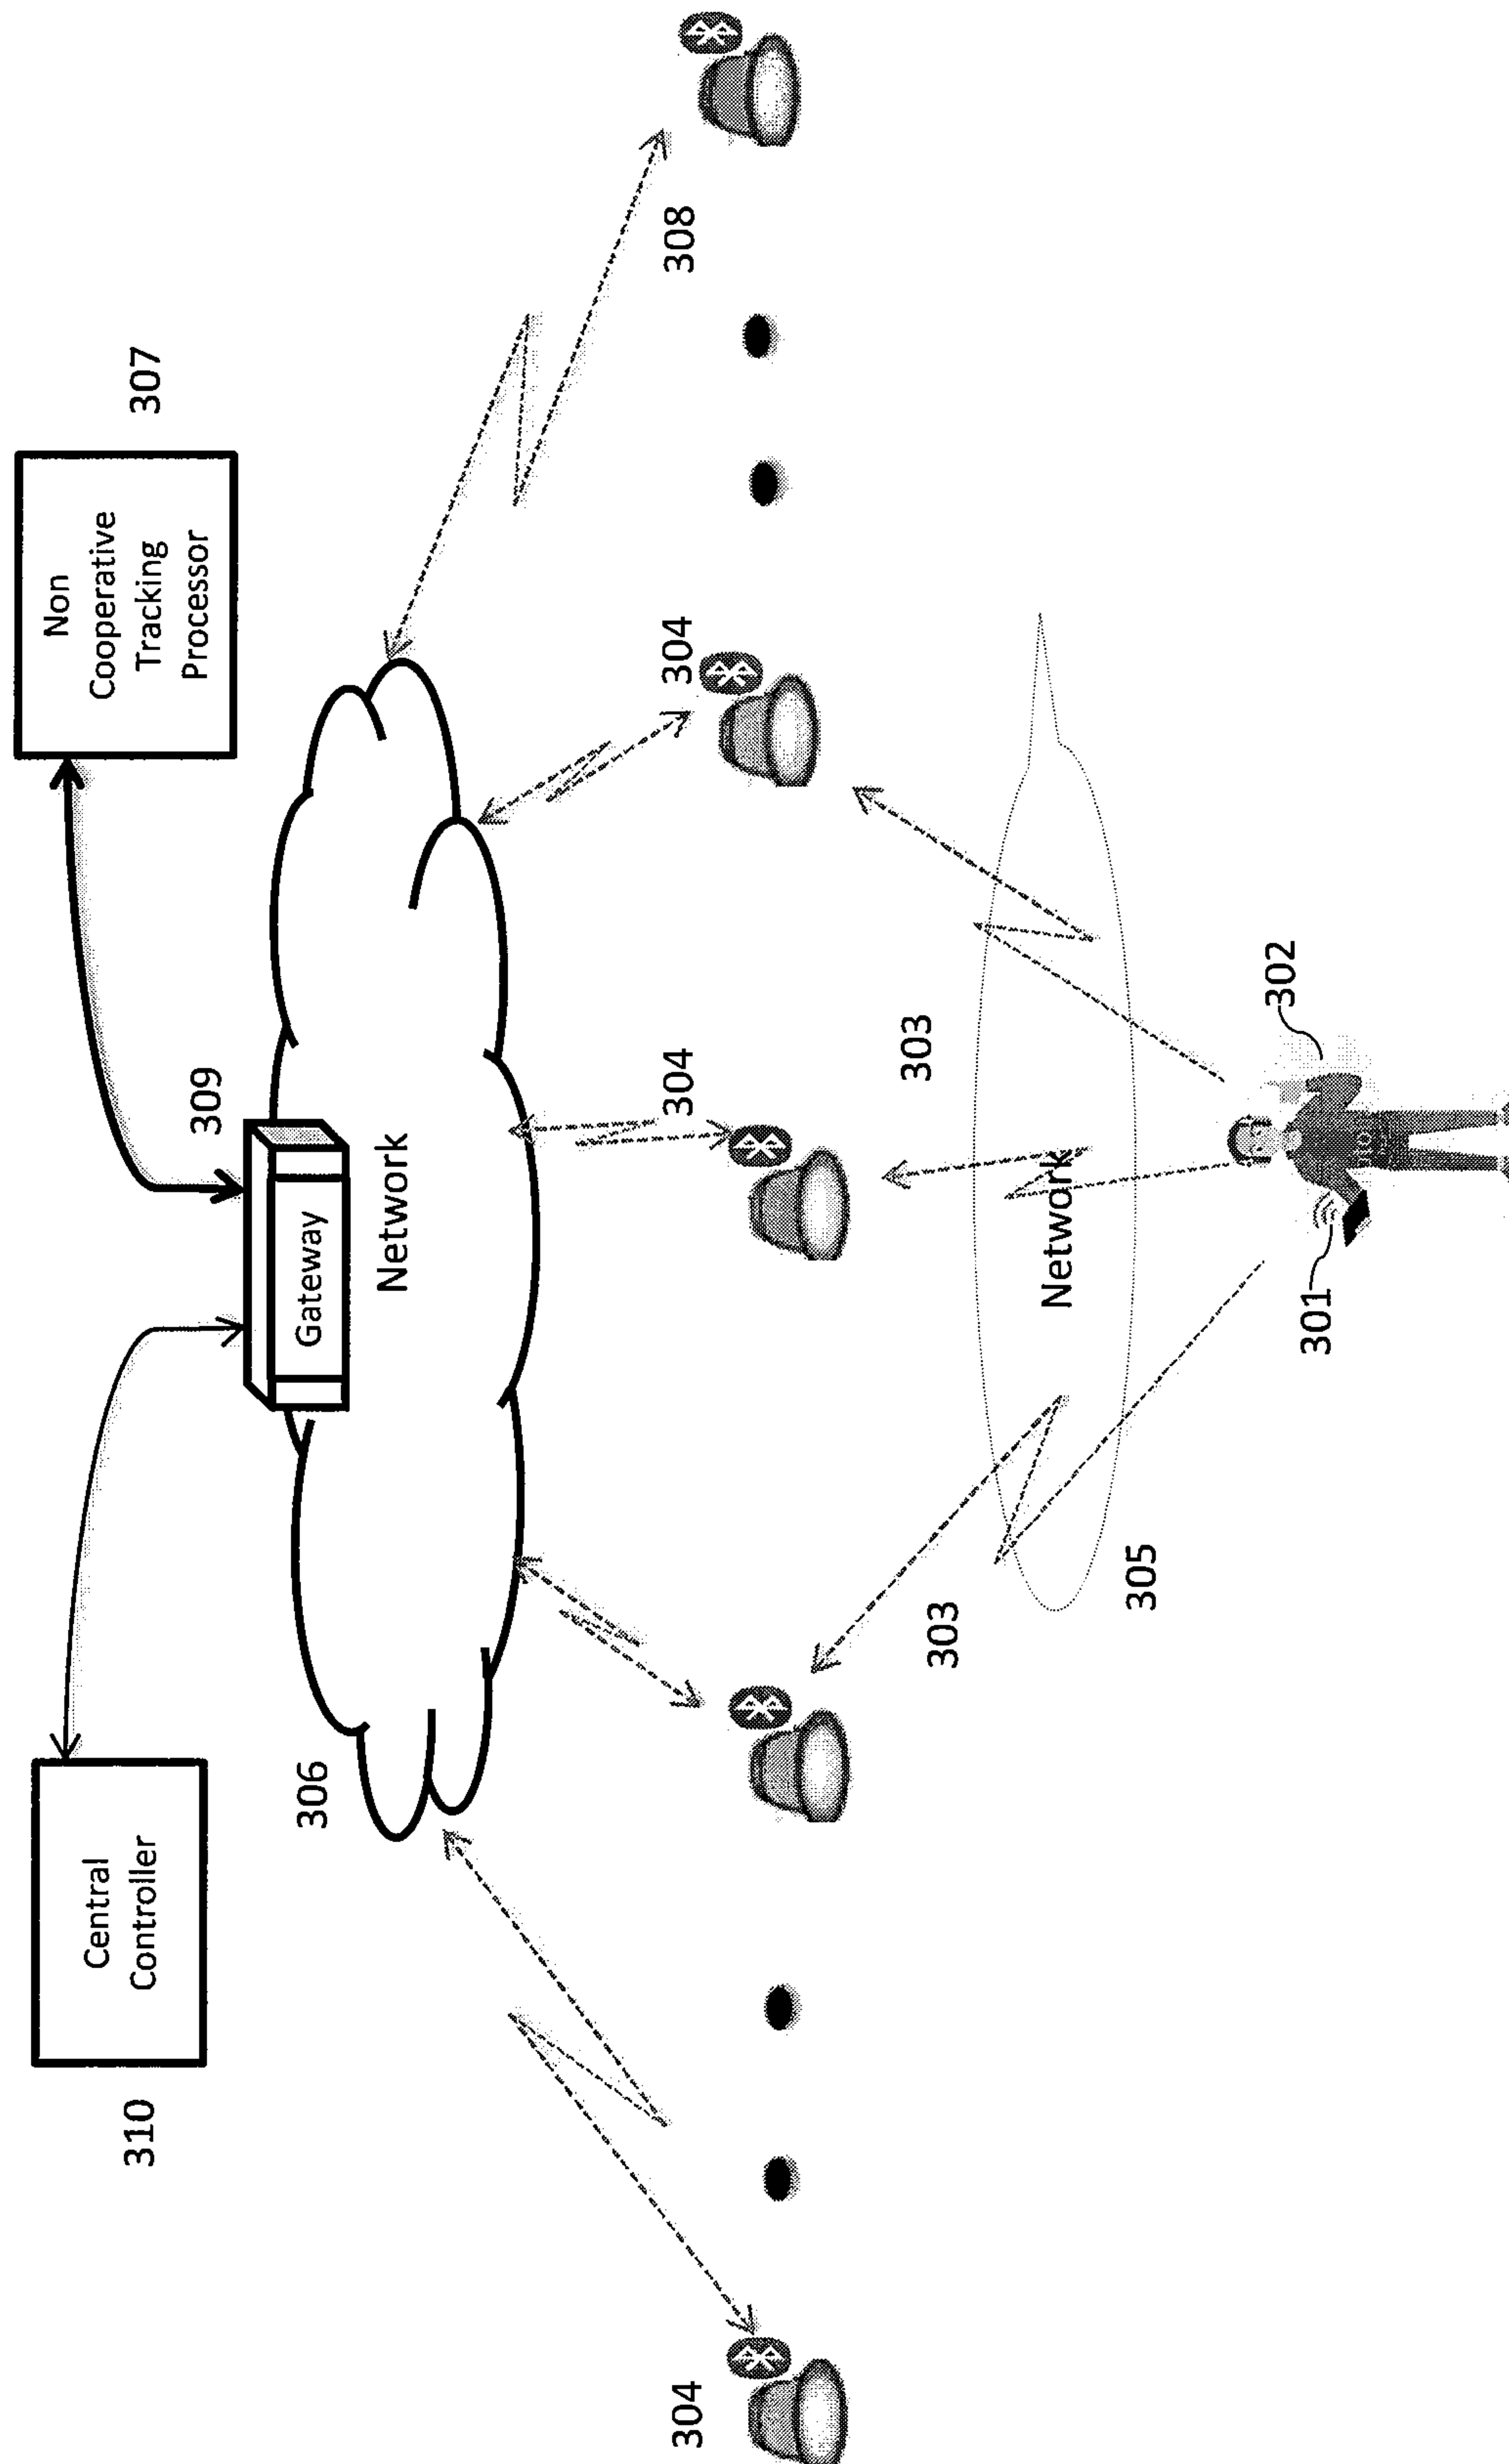 310
Central
Controller
Non
Cooperative
Tracking
Processor
307
309
Gateway
306
Network
304
304
304
308
303
303
Network
305
301
302